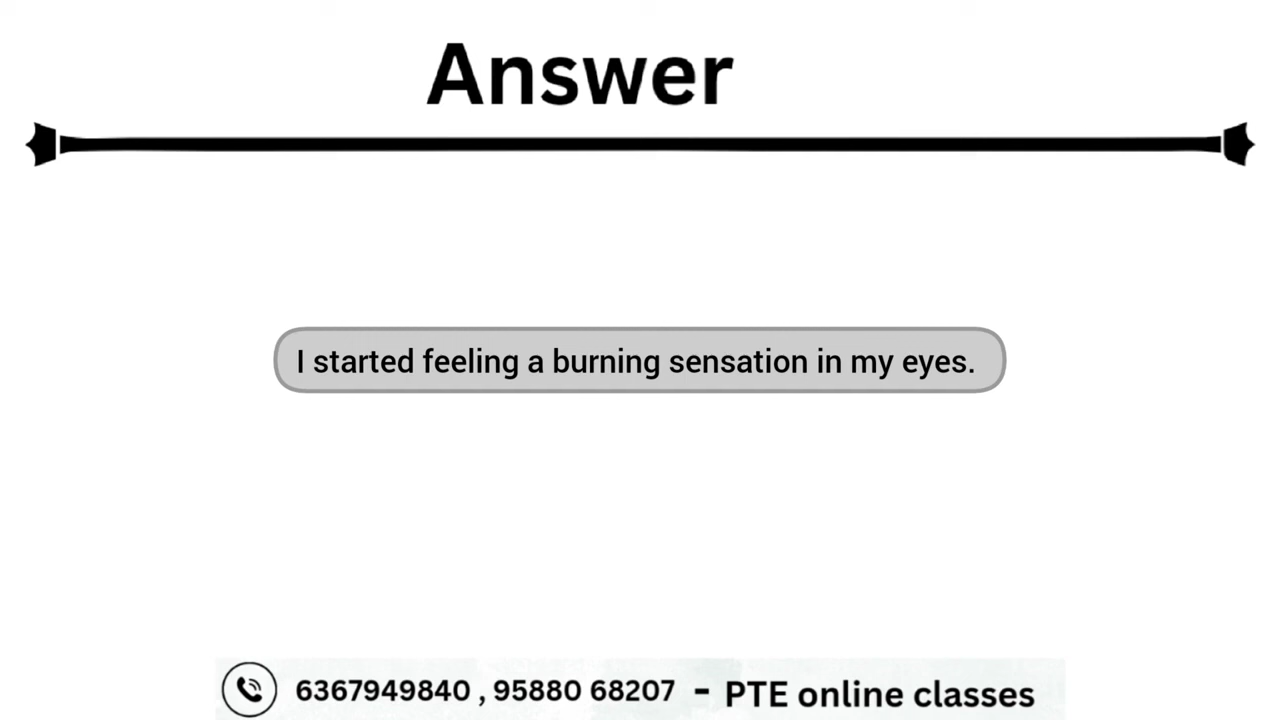 Answer
I started feeling a burning sensation in my eyes.
6367949840 , 95880 68207 - PTE online classes